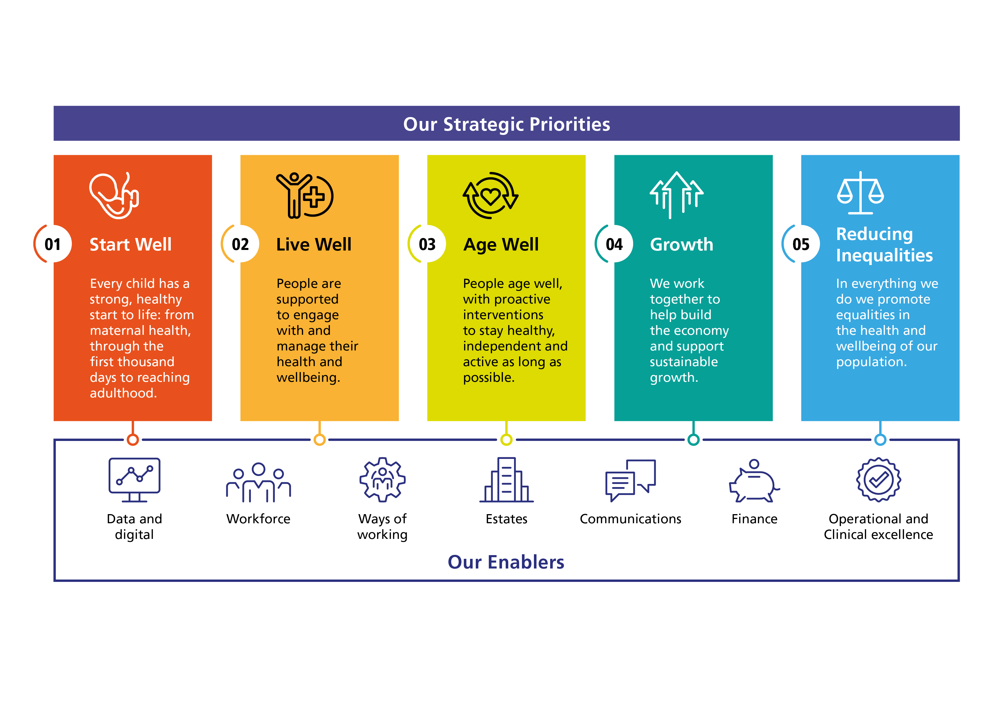 Our Strategic Priorities
01
Start Well
Every child has a
strong, healthy
start to life: from
maternal health,
through the
first thousand
days to reaching
adulthood.
02
Live Well
People are
supported
to engage
with and
manage their
health and
wellbeing.
03
Age Well
People age well,
with proactive
interventions
to stay healthy,
independent and
active as long as
possible.
04
Growth
We work
together to
help build
the economy
and support
sustainable
growth.
05
Reducing
Inequalities
In everything we
do we promote
equalities in
the health and
wellbeing of our
population.
Data and
digital
Workforce
Ways of
working
Estates
Communications
Finance
Operational and
Clinical excellence
Our Enablers